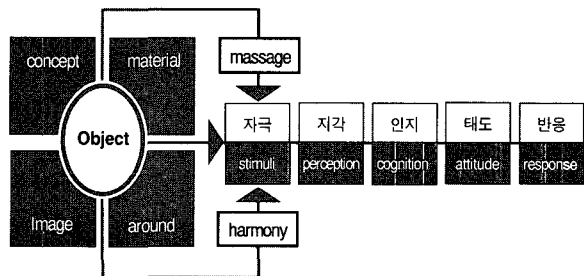 concept
material
massage
Object
자극
지각
인지
태도
반응
stimuli
perception
cognition
attitude
response
Image
around
harmony